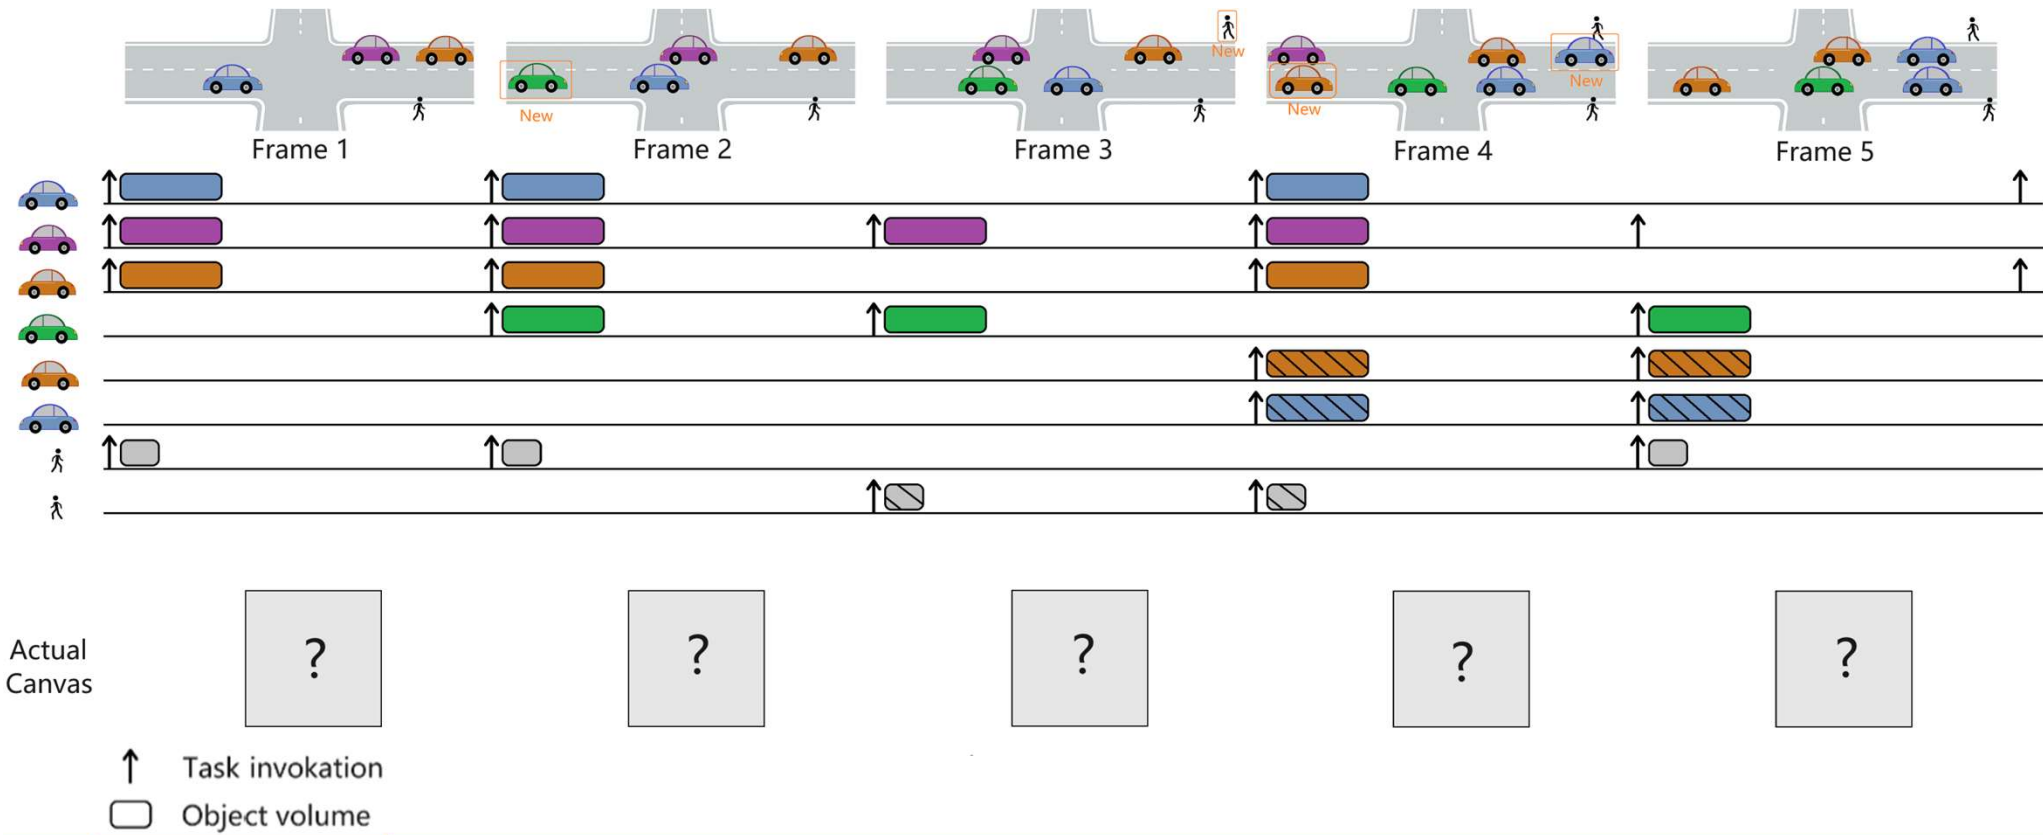 New
New
New
New
Frame 1
Frame 2
Frame 3
Frame 4
Frame 5
Actual
Canvas
?
?
?
?
?
Task invokation
Object volume